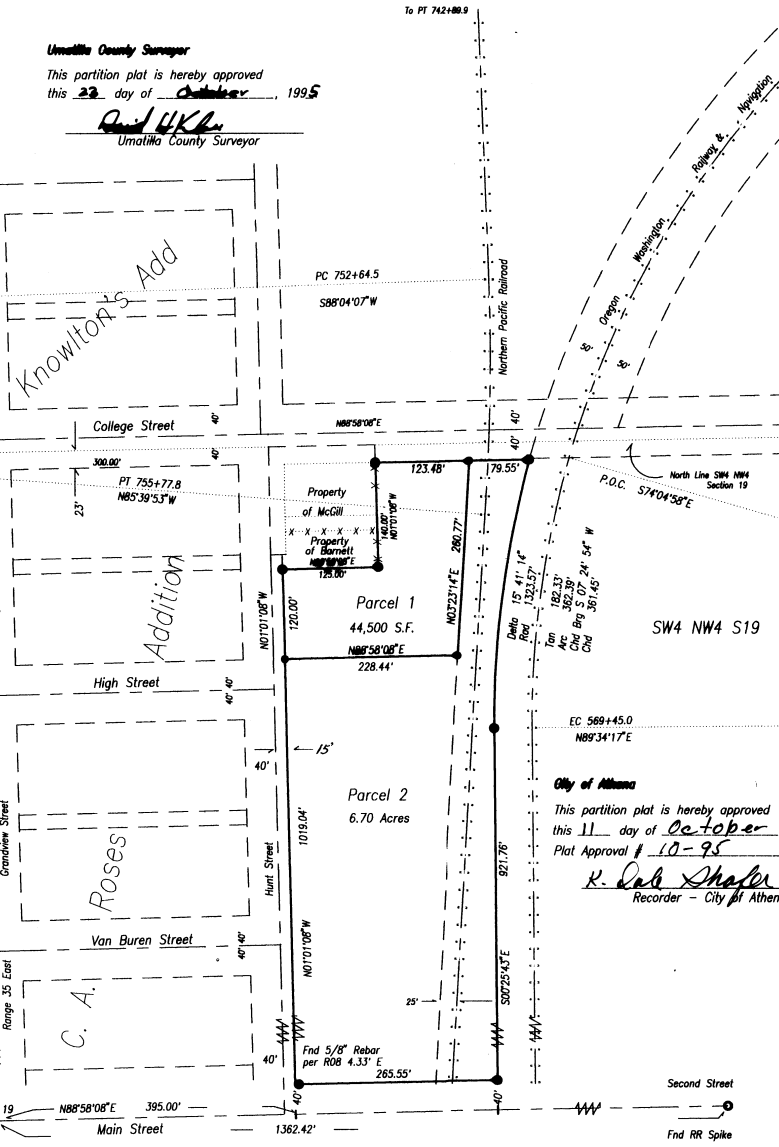 To PT 742+89.9
Umatilla County Surveyor
This partition plat is hereby approved
this 23 day of October, 1995
Umatilla County Surveyor
Navigation
Railway &
Washington
Oregon
50'
50'
Northern Pacific Railroad
PC 752+64.5
S88°04'07"W
Knowlton's Add
College Street
40'
40'
N88°58'08"E
40'
40'
300.00'
23'
PT 755+77.8
N85°39'53"W
123.48'
79.55'
North Line SW4 NW4
Section 19
P.O.C. S74°04'58"E
Property
of McGill
Property
of Barnett
N88°58'08"E
125.00'
140.00'
N01°01'08"W
260.77'
N03°23'14"E
Delta 15° 41' 14"
Rad 1323.57'
Tan 182.33'
Arc 362.39'
Chd Brg S 07° 24' 54" W
Chd 361.45'
Addition
N01°01'08"W
120.00'
Parcel 1
44,500 S.F.
N88°58'08"E
228.44'
SW4 NW4 S19
High Street
40'
40'
EC 569+45.0
N89°34'17"E
15'
40'
Parcel 2
6.70 Acres
City of Athena
This partition plat is hereby approved
this 11 day of October
Plat Approval # 10-95
K. Dale Shafer
Recorder - City of Athen
Grandview Street
Roses
Hunt Street
1019.04'
N01°01'08"W
921.76'
S00°25'43"E
Van Buren Street
40'
40'
Range 35 East
C. A.
25'
40'
Fnd 5/8" Rebar
per R08 4.33' E
265.55'
40'
40'
Second Street
19
N88°58'08"E
395.00'
Main Street
1362.42'
Fnd RR Spike